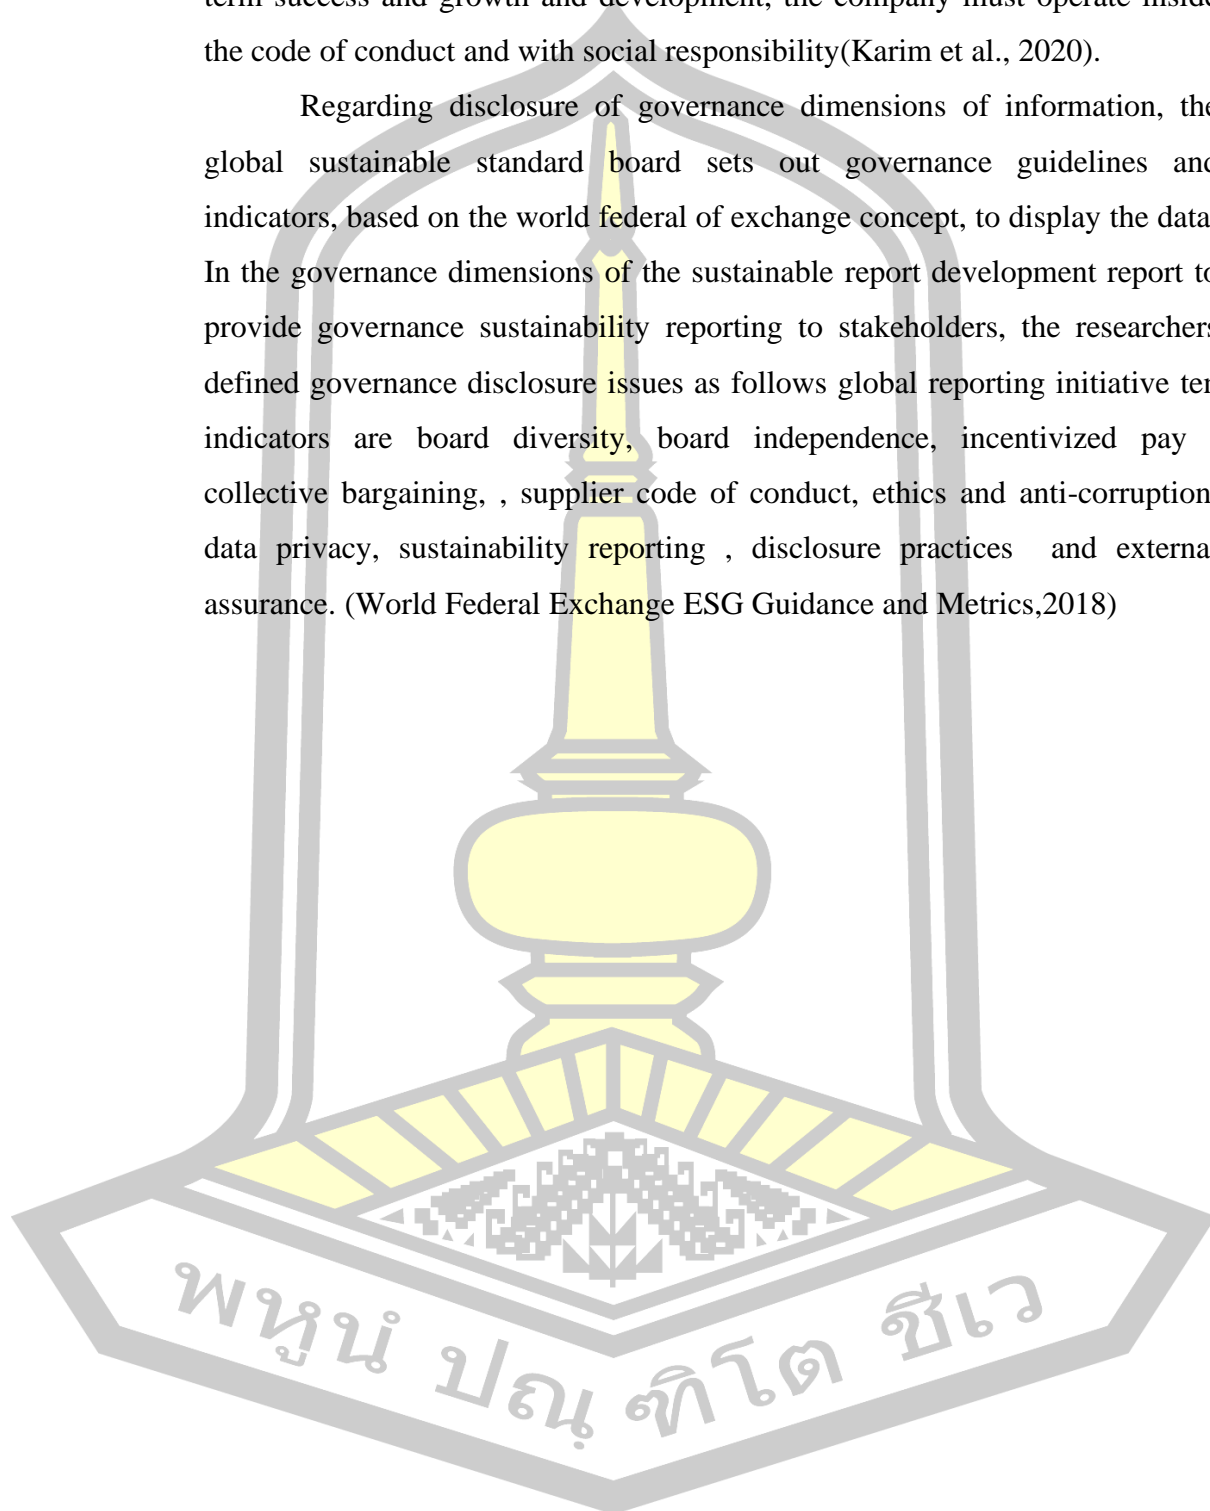 term success and growth and development, the company must operate inside
the code of conduct and with social responsibility(Karim et al., 2020).
Regarding disclosure of governance dimensions of information, the
global sustainable standard board sets out governance guidelines and
indicators, based on the world federal of exchange concept, to display the data
In the governance dimensions of the sustainable report development report to
provide governance sustainability reporting to stakeholders, the researchers
defined governance disclosure issues as follows global reporting initiative ten
indicators are board diversity, board independence, incentivized pay
collective bargaining, , supplier code of conduct, ethics and anti-corruption
data privacy, sustainability reporting , disclosure practices and external
assurance. (World Federal Exchange ESG Guidance and Metrics,2018)
พหูนํ ปณฺฑิโต ชีเว